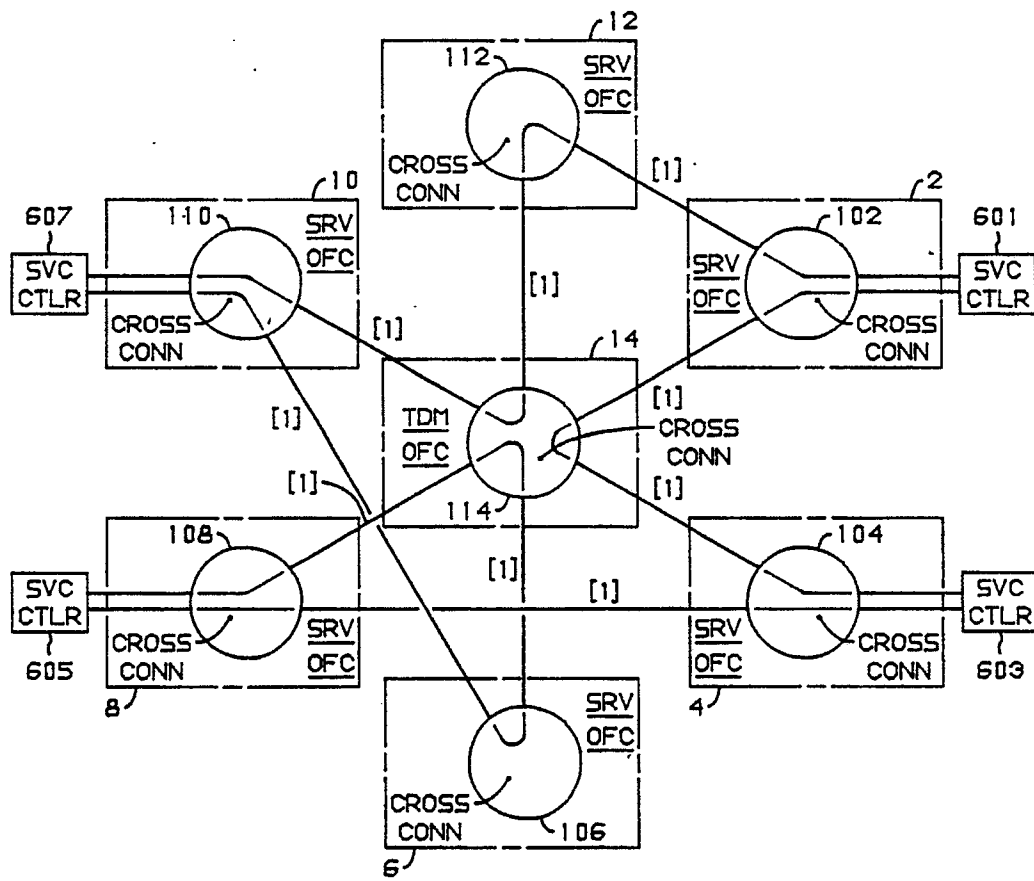 12
112
SRV
OFC
CROSS
CONN
[1]
10
110
SRV
OFC
607
SVC
CTLR
CROSS
CONN
[1]
[1]
2
102
SRV
OFC
601
SVC
CTLR
CROSS
CONN
14
[1]
TDM
OFC
CROSS
CONN
114
[1]
[1]
[1]
108
SVC
CTLR
605
CROSS
CONN
SRV
OFC
8
[1]
[1]
104
SRV
OFC
SVC
CTLR
603
CROSS
CONN
4
SRV
OFC
CROSS
CONN
106
6